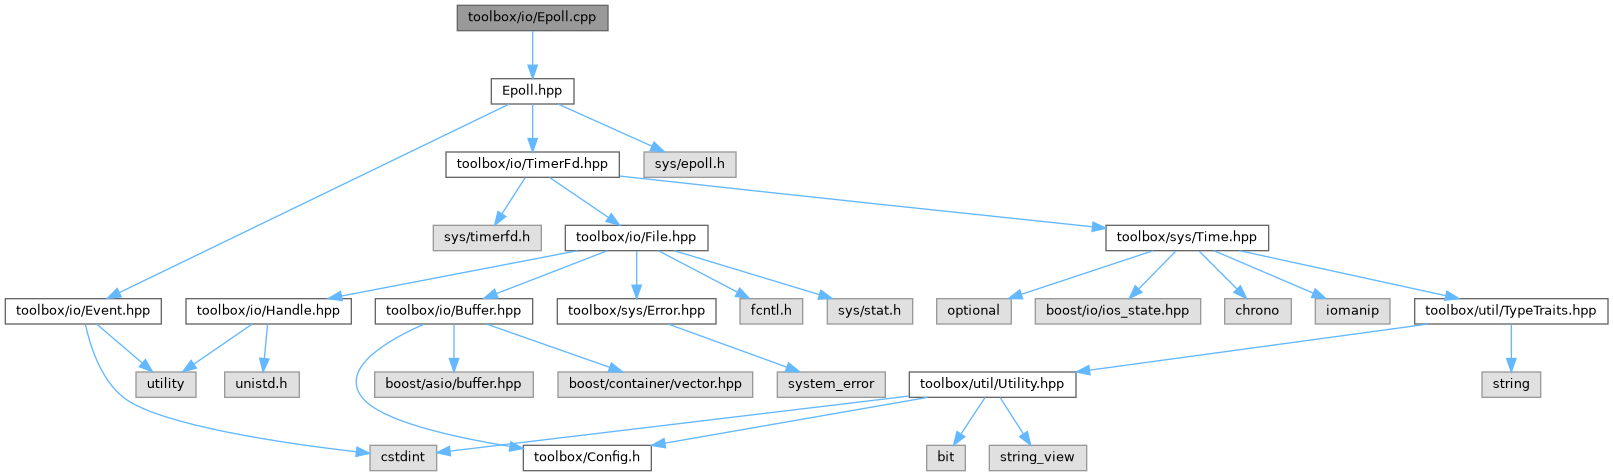 toolbox/io/Epoll.cpp
Epoll.hpp
toolbox/io/TimerFd.hpp
sys/epoll.h
sys/timerfd.h
toolbox/io/File.hpp
toolbox/sys/Time.hpp
toolbox/io/Event.hpp
toolbox/io/Handle.hpp
toolbox/io/Buffer.hpp
toolbox/sys/Error.hpp
fcntl.h
sys/stat.h
optional
boost/io/ios_state.hpp
chrono
iomanip
toolbox/util/TypeTraits.hpp
utility
unistd.h
boost/asio/buffer.hpp
boost/container/vector.hpp
system_error
toolbox/util/Utility.hpp
string
cstdint
toolbox/Config.h
bit
string_view